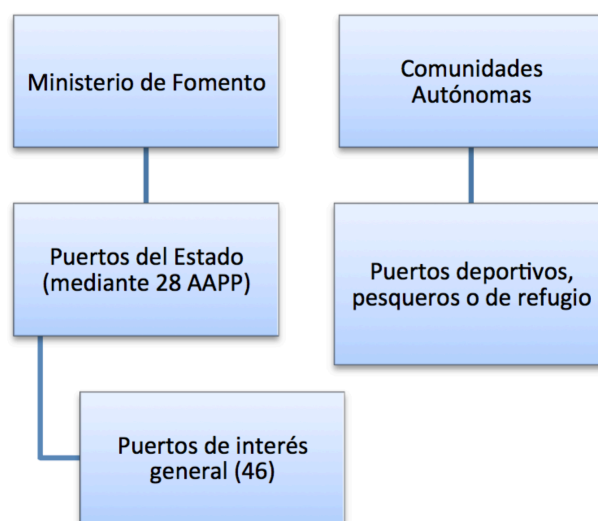 Ministerio de Fomento
Comunidades
Autónomas
Puertos del Estado
(mediante 28 AAPP)
Puertos deportivos,
pesqueros o de refugio
Puertos de interés
general (46)